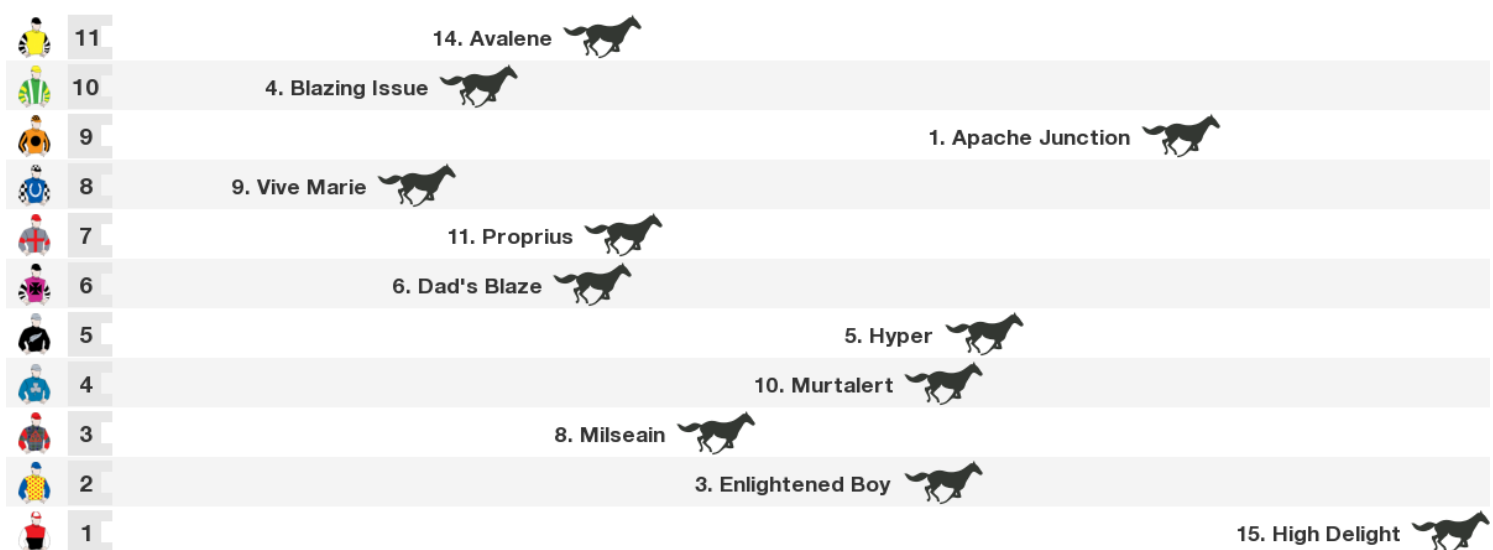 11 14. Avalene
10 4. Blazing Issue
9 1. Apache Junction
8 9. Vive Marie
7 11. Proprius
6 6. Dad's Blaze
5 5. Hyper
4 10. Murtalert
3 8. Milseain
2 3. Enlightened Boy
1 15. High Delight